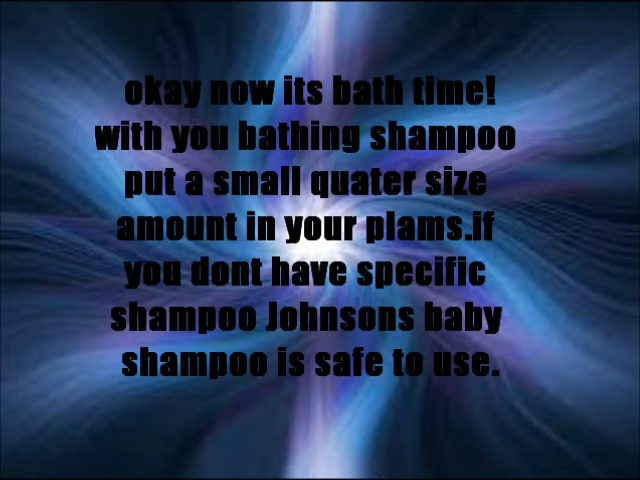 okay now its bath time!
with you bathing shampoo
put a small quater size
amount in your plams.if
you dont have specific
shampoo Johnsons baby
shampoo is safe to use.